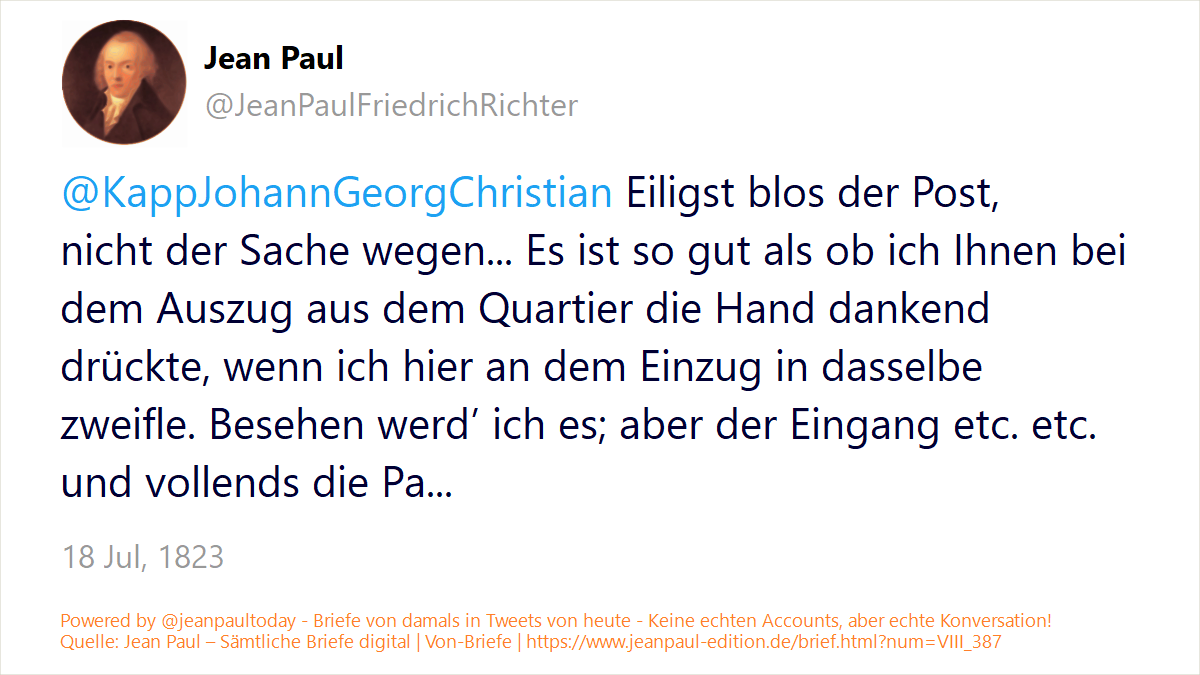 Jean Paul
@JeanPaulFriedrichRichter
@KappJohannGeorgChristian Eiligst blos der Post,
nicht der Sache wegen... Es ist so gut als ob ich Ihnen bei
dem Auszug aus dem Quartier die Hand dankend
drückte, wenn ich hier an dem Einzug in dasselbe
zweifle. Besehen werd’ ich es; aber der Eingang etc. etc.
und vollends die Pa...
18 Jul, 1823
Powered by @jeanpaultoday - Briefe von damals in Tweets von heute - Keine echten Accounts, aber echte Konversation!
Quelle: Jean Paul – Sämtliche Briefe digital | Von-Briefe | https://www.jeanpaul-edition.de/brief.html?num=VIII_387